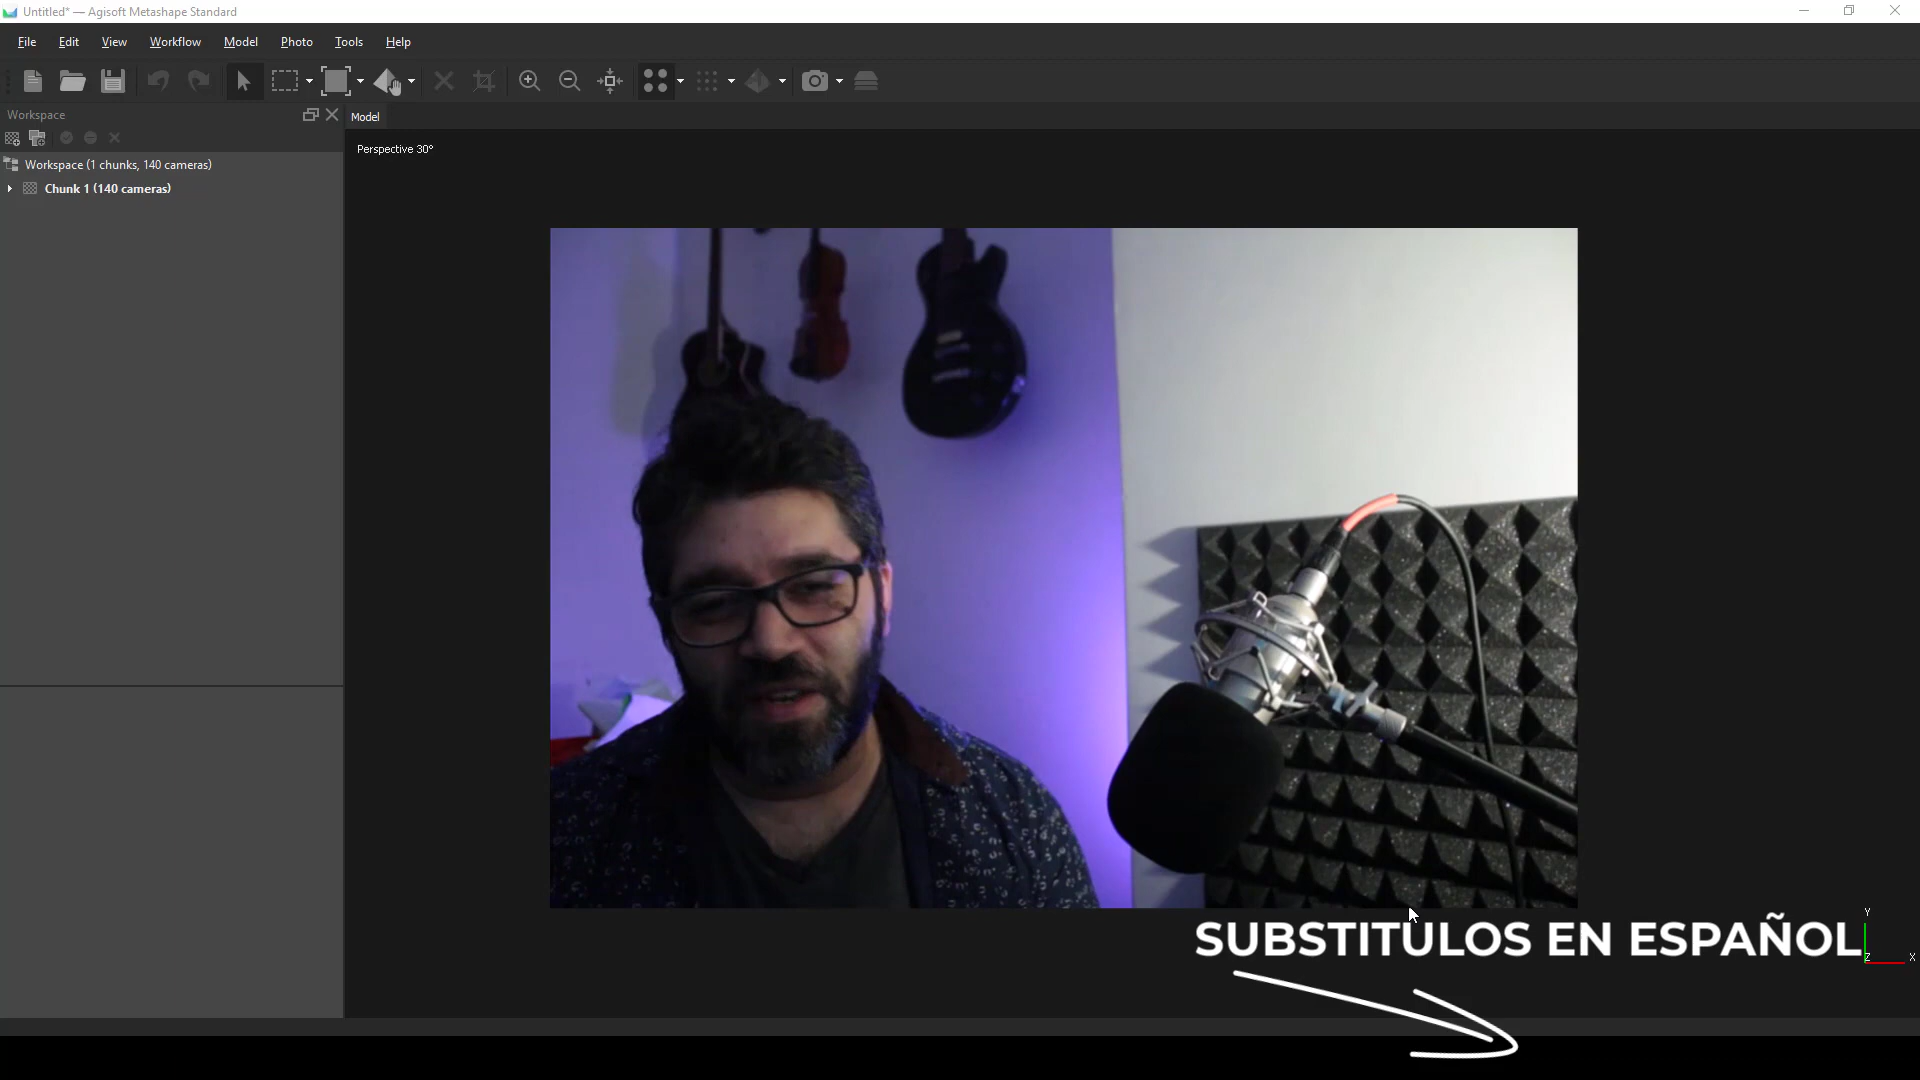 Untitled* — Agisoft Metashape Standard
File Edit View Workflow Model Photo Tools Help
Workspace
Model
Perspective 30°
Workspace (1 chunks, 140 cameras)
Chunk 1 (140 cameras)
SUBSTITULOS EN ESPAÑOL
Y
Z
X